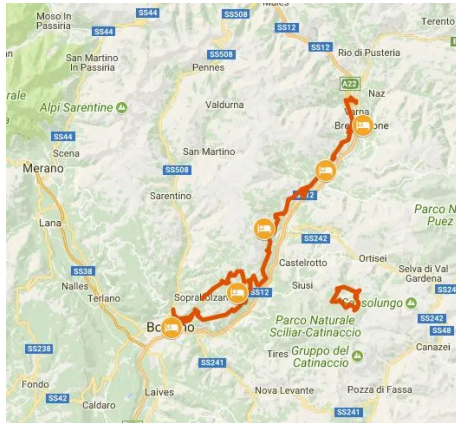 Moso In
Passiria
SS44
SS508
Mules
SS12
SS44
SS12
Terento
San Martino
In Passiria
SS508
Pennes
Rio di Pusteria
A22
Naz
Alpi Sarentine
Valdurna
Varna
SS44
Scena
San Martino
Merano
SS508
SS12
Sarentino
Parco N
Puez
Lana
SS242
Ortisei
SS38
Castelrotto
Selva di Val
Gardena
Nalles
Siusi
Terlano
Soprabolzano
SS12
SS242
Parco Naturale
Sciliar-Catinaccio
SS48
SS238
SS241
Tires
Gruppo del
Catinaccio
Canazei
Fondo
Laives
Nova Levante
Pozza di Fassa
SS42
Caldaro
SS241